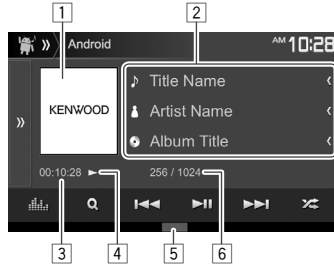 1 2
» Android AM 10:28
KENWOOD
Title Name
Artist Name
Album Title
»
00:10:28 256 / 1024
3 4 5 6